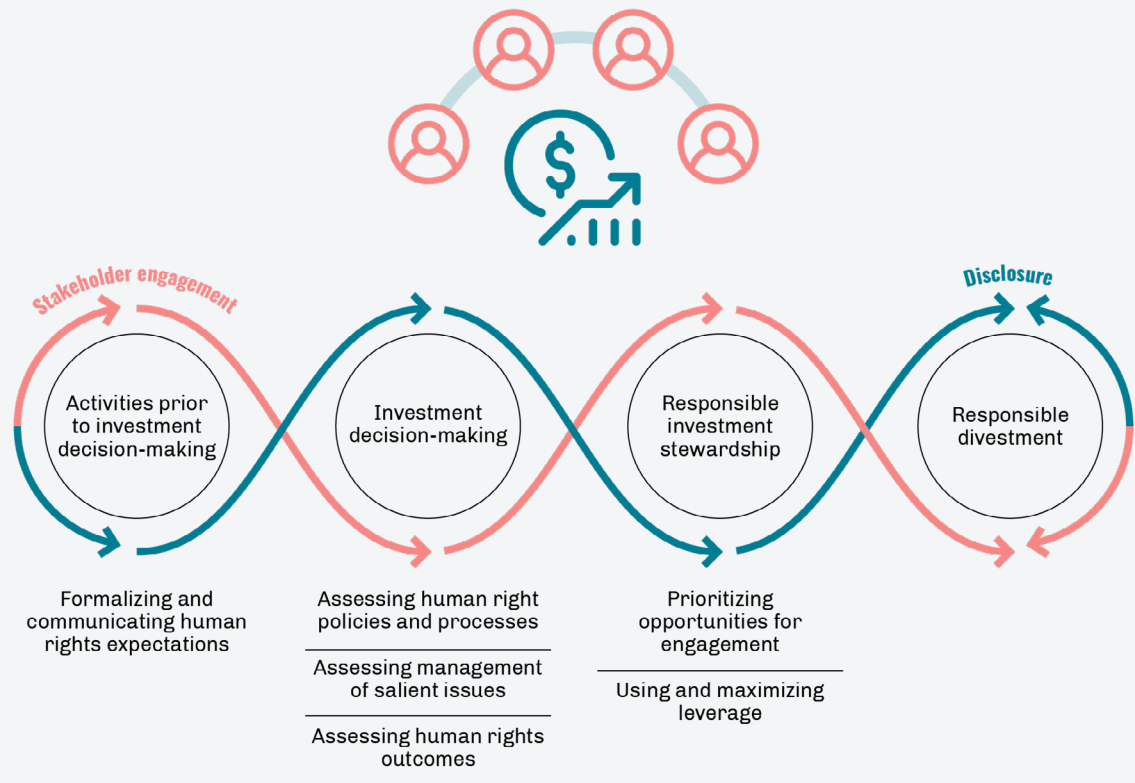 $
Stakeholder engagement
Disclosure
Activities prior
to investment
decision-making
Investment
decision-making
Responsible
investment
stewardship
Responsible
divestment
Formalizing and
communicating human
rights expectations
Assessing human right
policies and processes
Assessing management
of salient issues
Assessing human rights
outcomes
Prioritizing
opportunities for
engagement
Using and maximizing
leverage